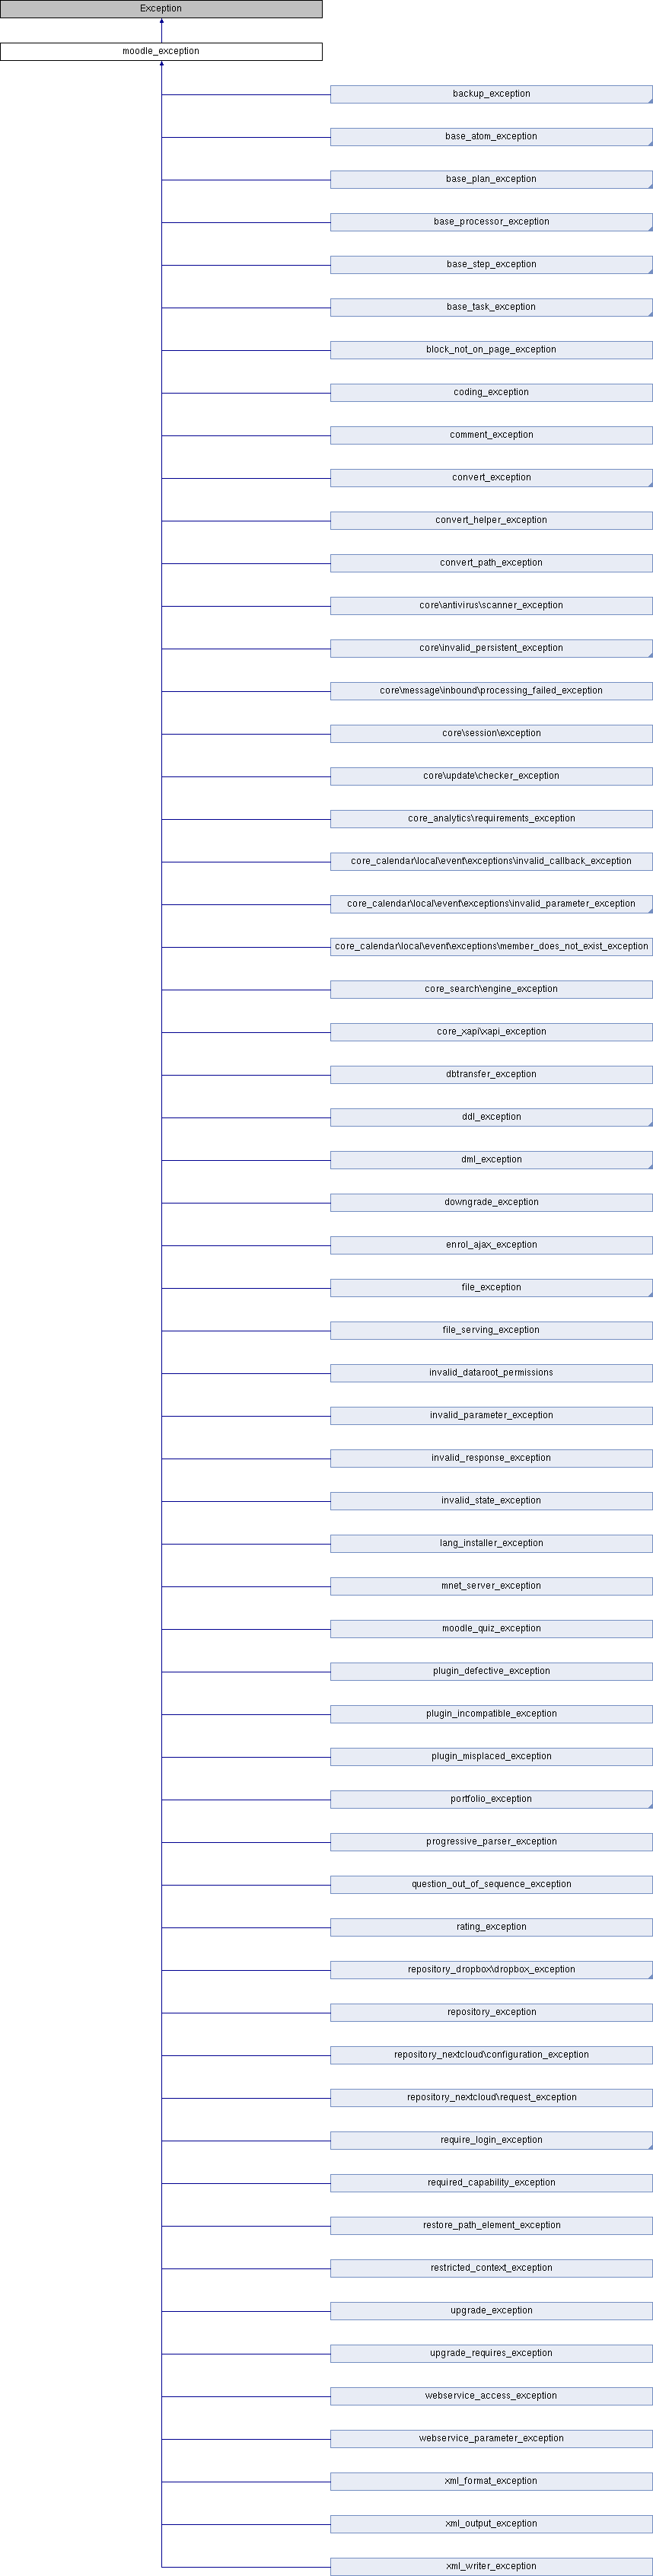 Exception
moodle_exception
backup_exception
base_atom_exception
base_plan_exception
base_processor_exception
base_step_exception
base_task_exception
block_not_on_page_exception
coding_exception
comment_exception
convert_exception
convert_helper_exception
convert_path_exception
core\antivirus\scanner_exception
core\invalid_persistent_exception
core\message\inbound\processing_failed_exception
core\session\exception
core\update\checker_exception
core_analytics\requirements_exception
core_calendar\local\event\exceptions\invalid_callback_exception
core_calendar\local\event\exceptions\invalid_parameter_exception
core_calendar\local\event\exceptions\member_does_not_exist_exception
core_search\engine_exception
core_xapi\xapi_exception
dbtransfer_exception
ddl_exception
dml_exception
downgrade_exception
enrol_ajax_exception
file_exception
file_serving_exception
invalid_dataroot_permissions
invalid_parameter_exception
invalid_response_exception
invalid_state_exception
lang_installer_exception
mnet_server_exception
moodle_quiz_exception
plugin_defective_exception
plugin_incompatible_exception
plugin_misplaced_exception
portfolio_exception
progressive_parser_exception
question_out_of_sequence_exception
rating_exception
repository_dropbox\dropbox_exception
repository_exception
repository_nextcloud\configuration_exception
repository_nextcloud\request_exception
require_login_exception
required_capability_exception
restore_path_element_exception
restricted_context_exception
upgrade_exception
upgrade_requires_exception
webservice_access_exception
webservice_parameter_exception
xml_format_exception
xml_output_exception
xml_writer_exception